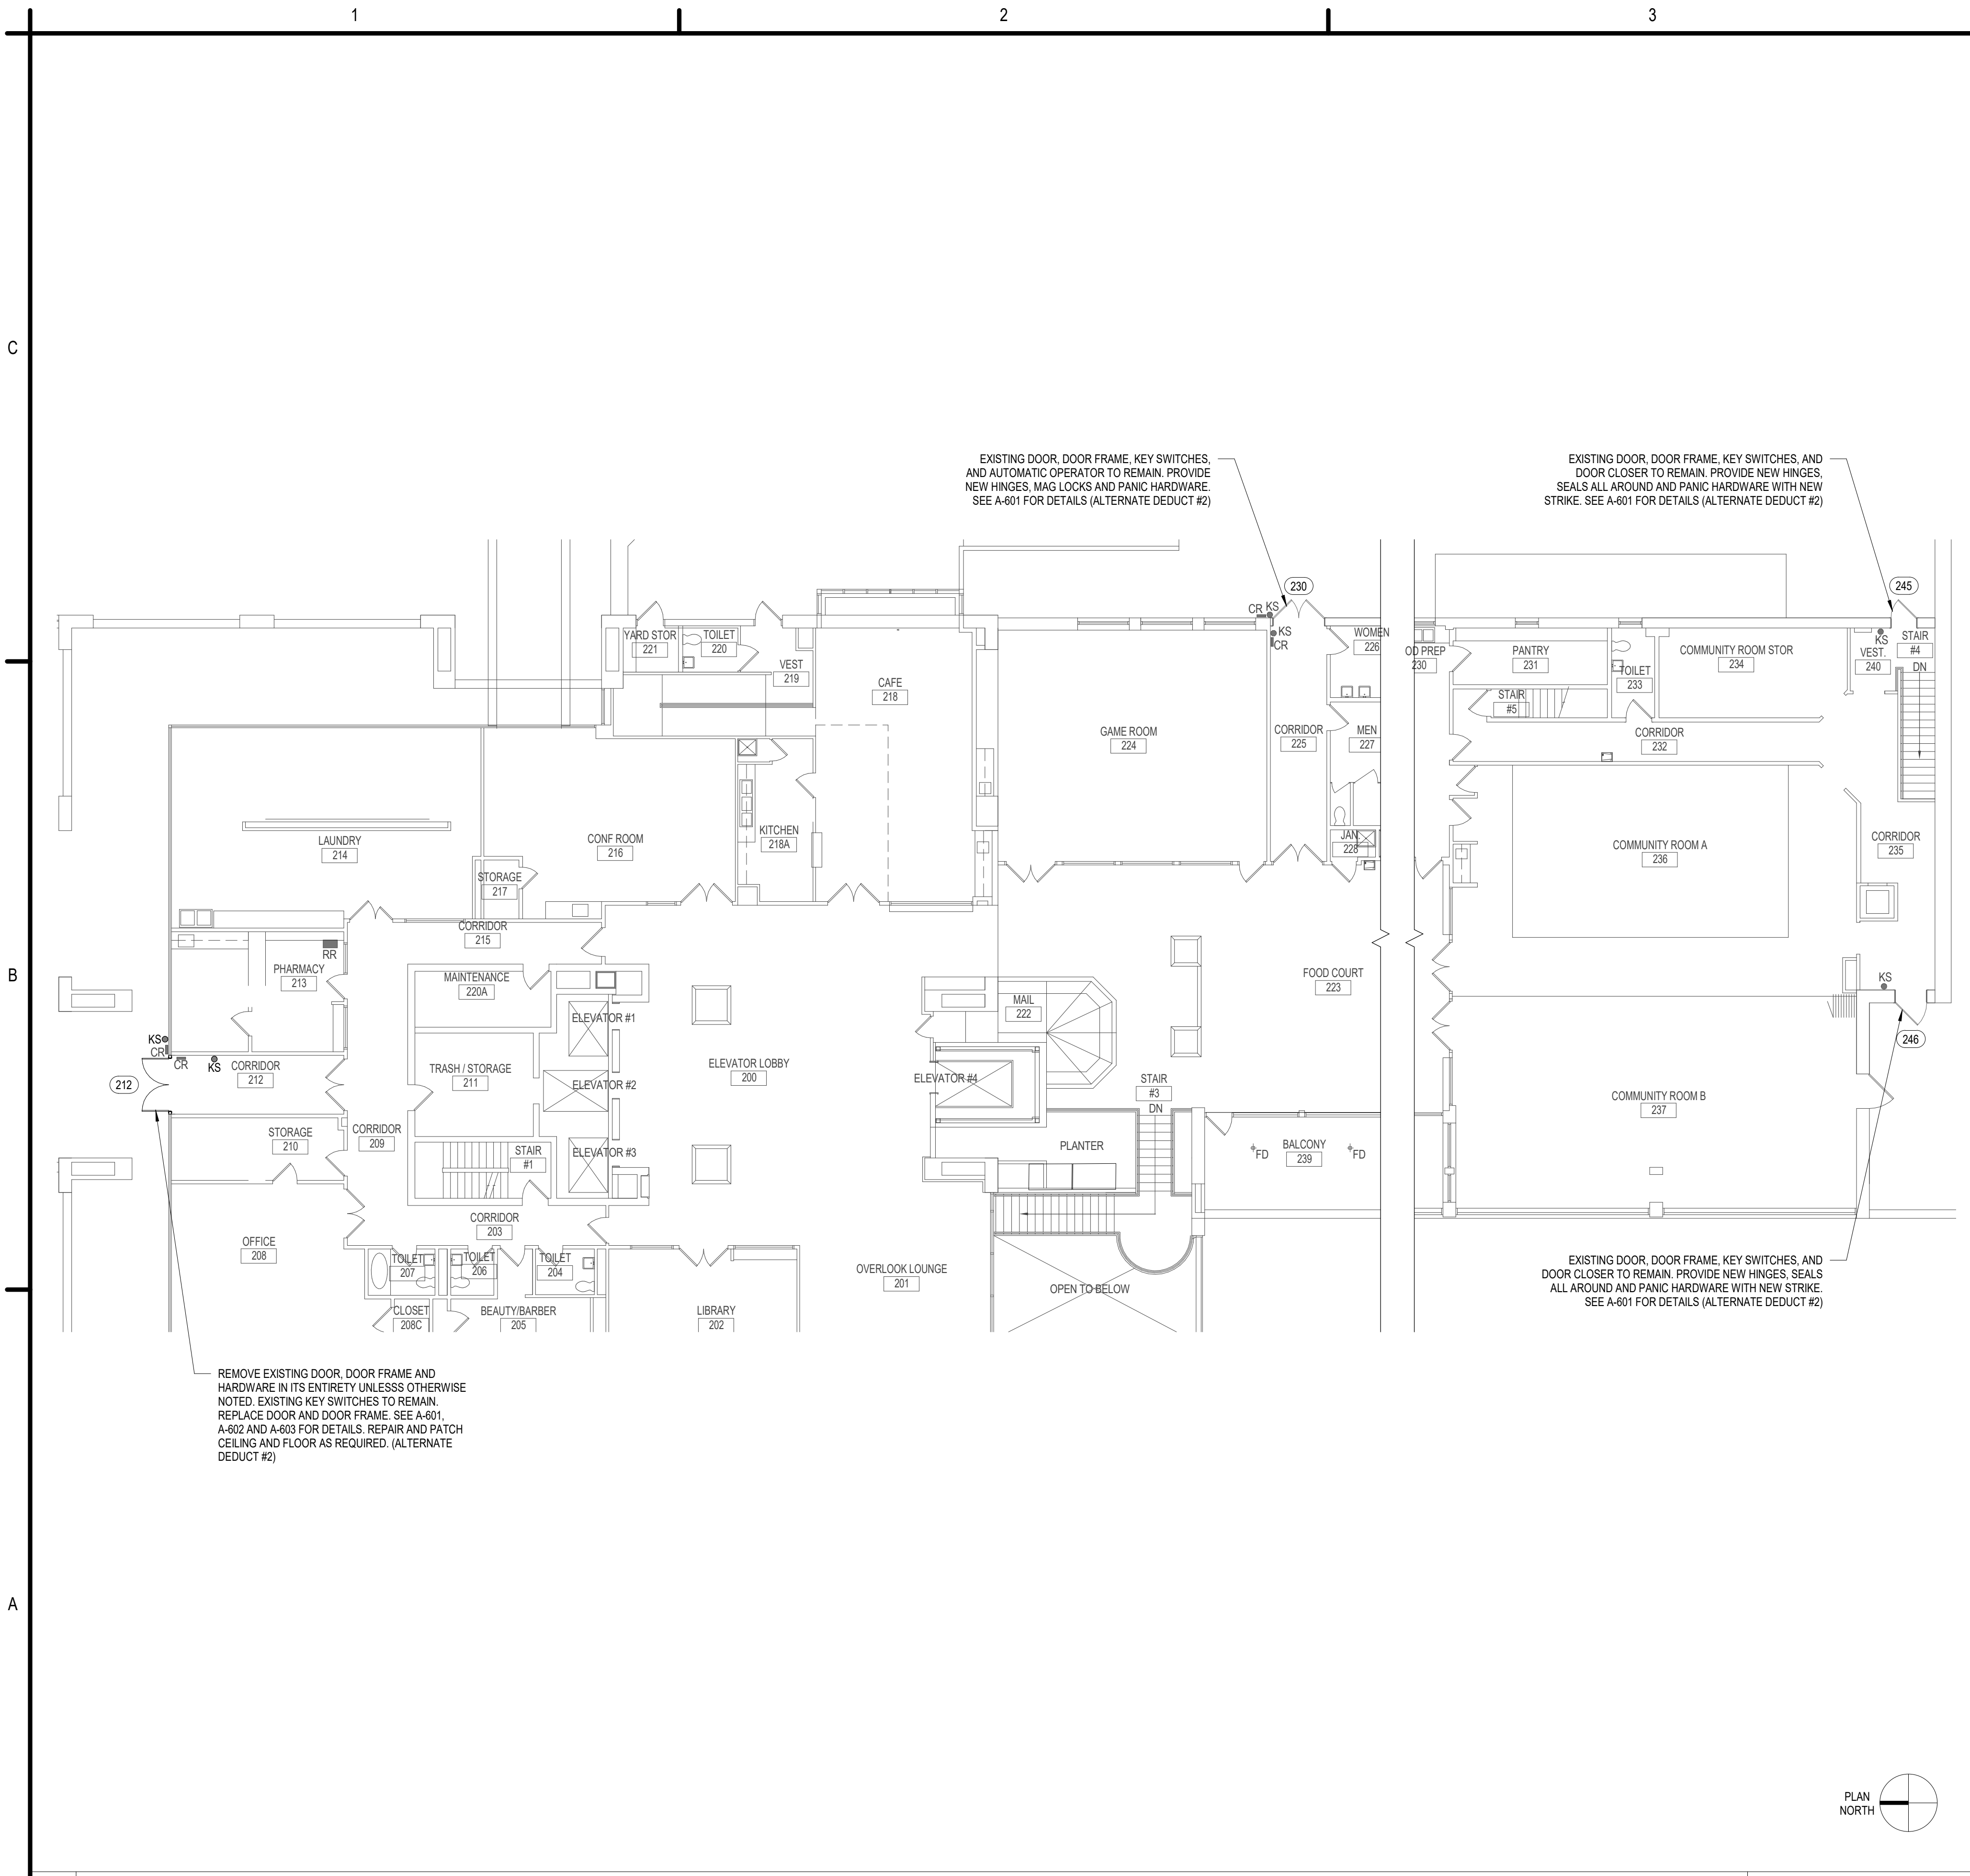 1
2
3
C
B
A
EXISTING DOOR, DOOR FRAME, KEY SWITCHES,
AND AUTOMATIC OPERATOR TO REMAIN. PROVIDE
NEW HINGES, MAG LOCKS AND PANIC HARDWARE.
SEE A-601 FOR DETAILS (ALTERNATE DEDUCT #2)
EXISTING DOOR, DOOR FRAME, KEY SWITCHES, AND
DOOR CLOSER TO REMAIN. PROVIDE NEW HINGES,
SEALS ALL AROUND AND PANIC HARDWARE WITH NEW
STRIKE. SEE A-601 FOR DETAILS (ALTERNATE DEDUCT #2)
230
245
CR
KS
KS
CR
YARD STOR
221
TOILET
220
VEST
219
CAFE
218
WOMEN
226
OD PREP
230
PANTRY
231
TOILET
233
COMMUNITY ROOM STOR
234
KS
VEST.
240
STAIR
#4
DN
STAIR
#5
GAME ROOM
224
CORRIDOR
225
MEN
227
CORRIDOR
232
LAUNDRY
214
CONF ROOM
216
KITCHEN
218A
JAN.
228
COMMUNITY ROOM A
236
CORRIDOR
235
STORAGE
217
CORRIDOR
215
RR
PHARMACY
213
MAINTENANCE
220A
ELEVATOR #1
MAIL
222
FOOD COURT
223
KS
246
KS
CR
CR
KS
CORRIDOR
212
212
TRASH / STORAGE
211
ELEVATOR #2
ELEVATOR LOBBY
200
ELEVATOR #4
STAIR
#3
DN
COMMUNITY ROOM B
237
STORAGE
210
CORRIDOR
209
STAIR
#1
ELEVATOR #3
PLANTER
FD
BALCONY
239
FD
OFFICE
208
CORRIDOR
203
TOILET
207
TOILET
206
TOILET
204
OVERLOOK LOUNGE
201
OPEN TO BELOW
CLOSET
208C
BEAUTY/BARBER
205
LIBRARY
202
EXISTING DOOR, DOOR FRAME, KEY SWITCHES, AND
DOOR CLOSER TO REMAIN. PROVIDE NEW HINGES, SEALS
ALL AROUND AND PANIC HARDWARE WITH NEW STRIKE.
SEE A-601 FOR DETAILS (ALTERNATE DEDUCT #2)
REMOVE EXISTING DOOR, DOOR FRAME AND
HARDWARE IN ITS ENTIRETY UNLESSS OTHERWISE
NOTED. EXISTING KEY SWITCHES TO REMAIN.
REPLACE DOOR AND DOOR FRAME. SEE A-601,
A-602 AND A-603 FOR DETAILS. REPAIR AND PATCH
CEILING AND FLOOR AS REQUIRED. (ALTERNATE
DEDUCT #2)
PLAN
NORTH